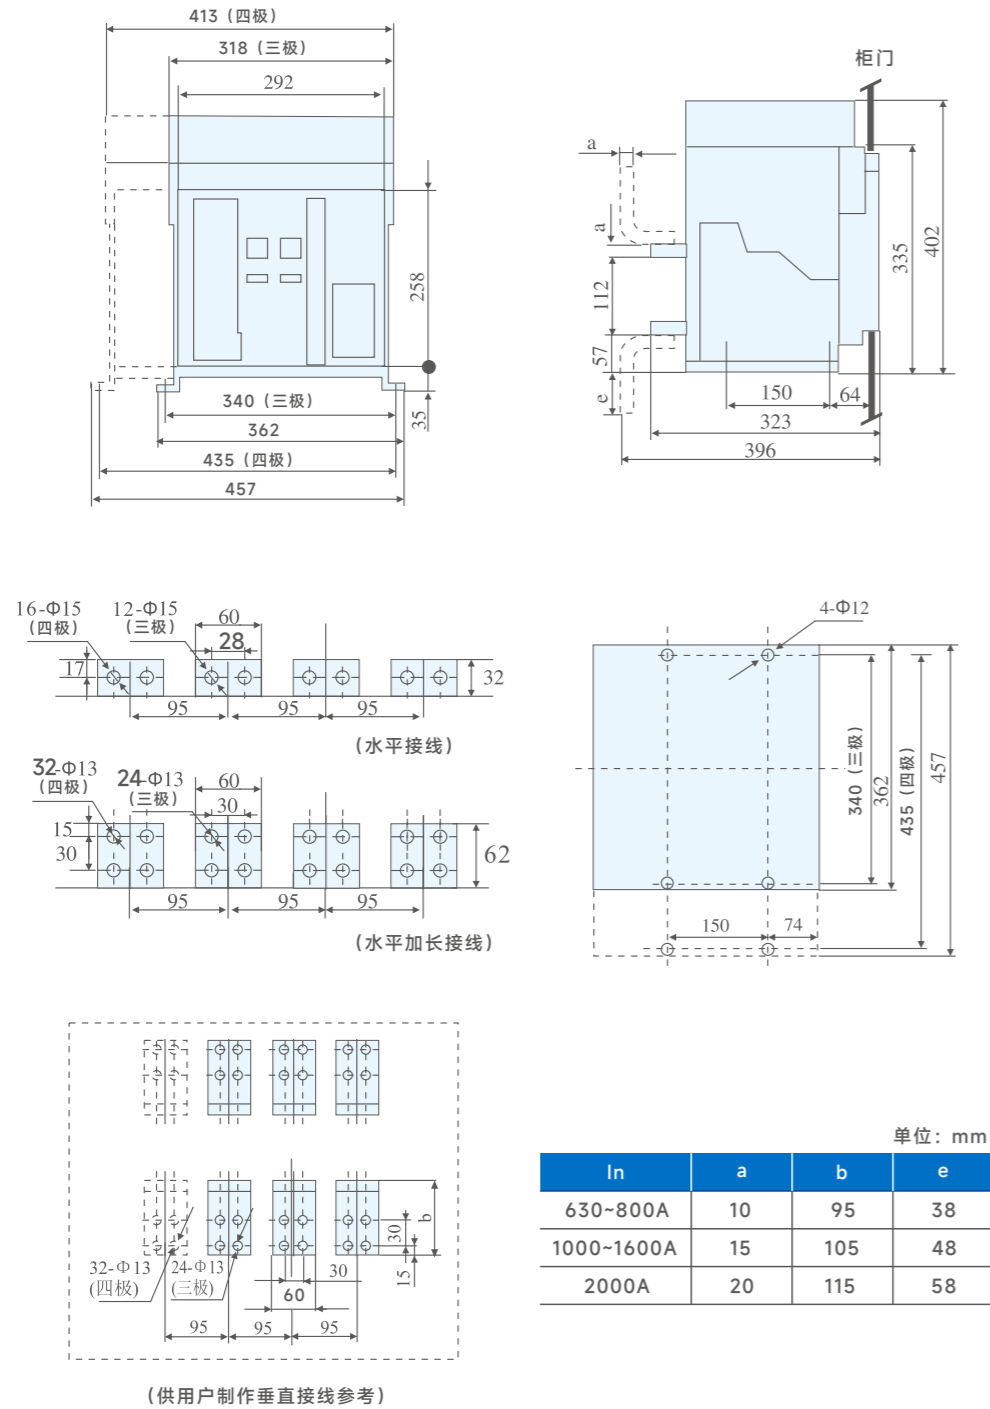 413（四极）
318（三极）
292
258
35
340（三极）
362
435（四极）
457
柜门
a
a
112
57
e
335
402
150
64
323
396
16-Φ15
（四极）
12-Φ15
（三极）
60
28
17
32
95
95
95
（水平接线）
32-Φ13
（四极）
24-Φ13
（三极）
60
30
15
30
62
95
95
95
（水平加长接线）
4-Φ12
340（三极）
362
435（四极）
457
150
74
32-Φ13
(四极)
24-Φ13
(三极)
30
60
30
15
b
95
95
95
（供用户制作垂直接线参考）
单位：mm
In a b e
630~800A 10 95 38
1000~1600A 15 105 48
2000A 20 115 58